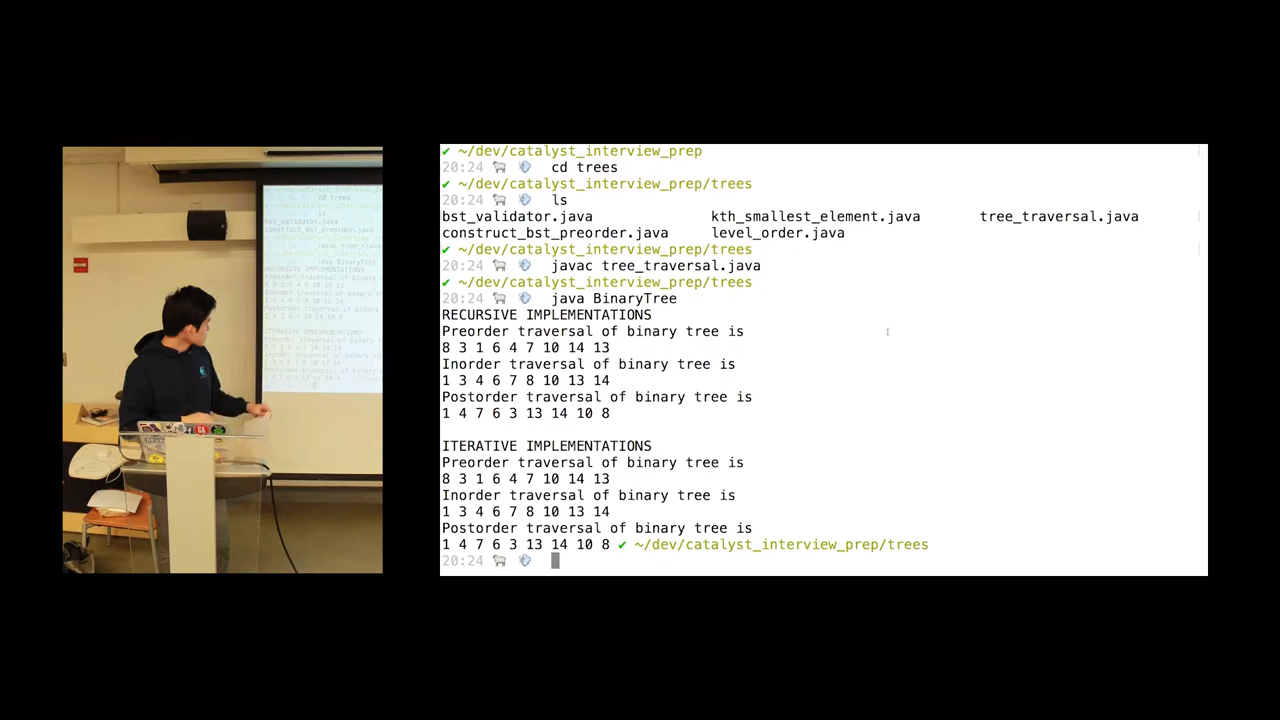 ✔ ~/dev/catalyst_interview_prep
20:24 🐑 💨 cd trees
✔ ~/dev/catalyst_interview_prep/trees
20:24 🐑 💨 ls
bst_validator.java kth_smallest_element.java tree_traversal.java
construct_bst_preorder.java level_order.java
✔ ~/dev/catalyst_interview_prep/trees
20:24 🐑 💨 javac tree_traversal.java
✔ ~/dev/catalyst_interview_prep/trees
20:24 🐑 💨 java BinaryTree
RECURSIVE IMPLEMENTATIONS
Preorder traversal of binary tree is
8 3 1 6 4 7 10 14 13
Inorder traversal of binary tree is
1 3 4 6 7 8 10 13 14
Postorder traversal of binary tree is
1 4 7 6 3 13 14 10 8
ITERATIVE IMPLEMENTATIONS
Preorder traversal of binary tree is
8 3 1 6 4 7 10 14 13
Inorder traversal of binary tree is
1 3 4 6 7 8 10 13 14
Postorder traversal of binary tree is
1 4 7 6 3 13 14 10 8 ✔ ~/dev/catalyst_interview_prep/trees
20:24 🐑 💨